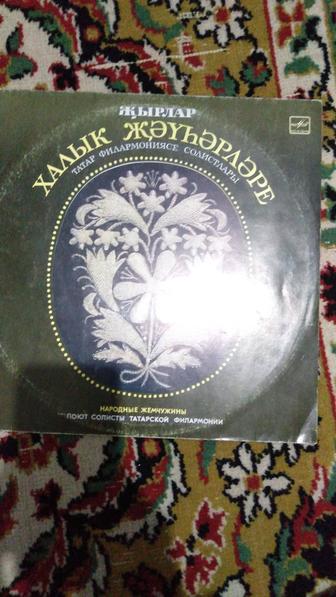 ҖЫРЛАР
ХАЛЫК ҖӘҮҺӘРЛӘРЕ
ТАТАР ФИЛАРМОНИЯСЕ СОЛИСТЛАРЫ
НАРОДНЫЕ ЖЕМЧУЖИНЫ
ПОЮТ СОЛИСТЫ ТАТАРСКОЙ ФИЛАРМОНИИ